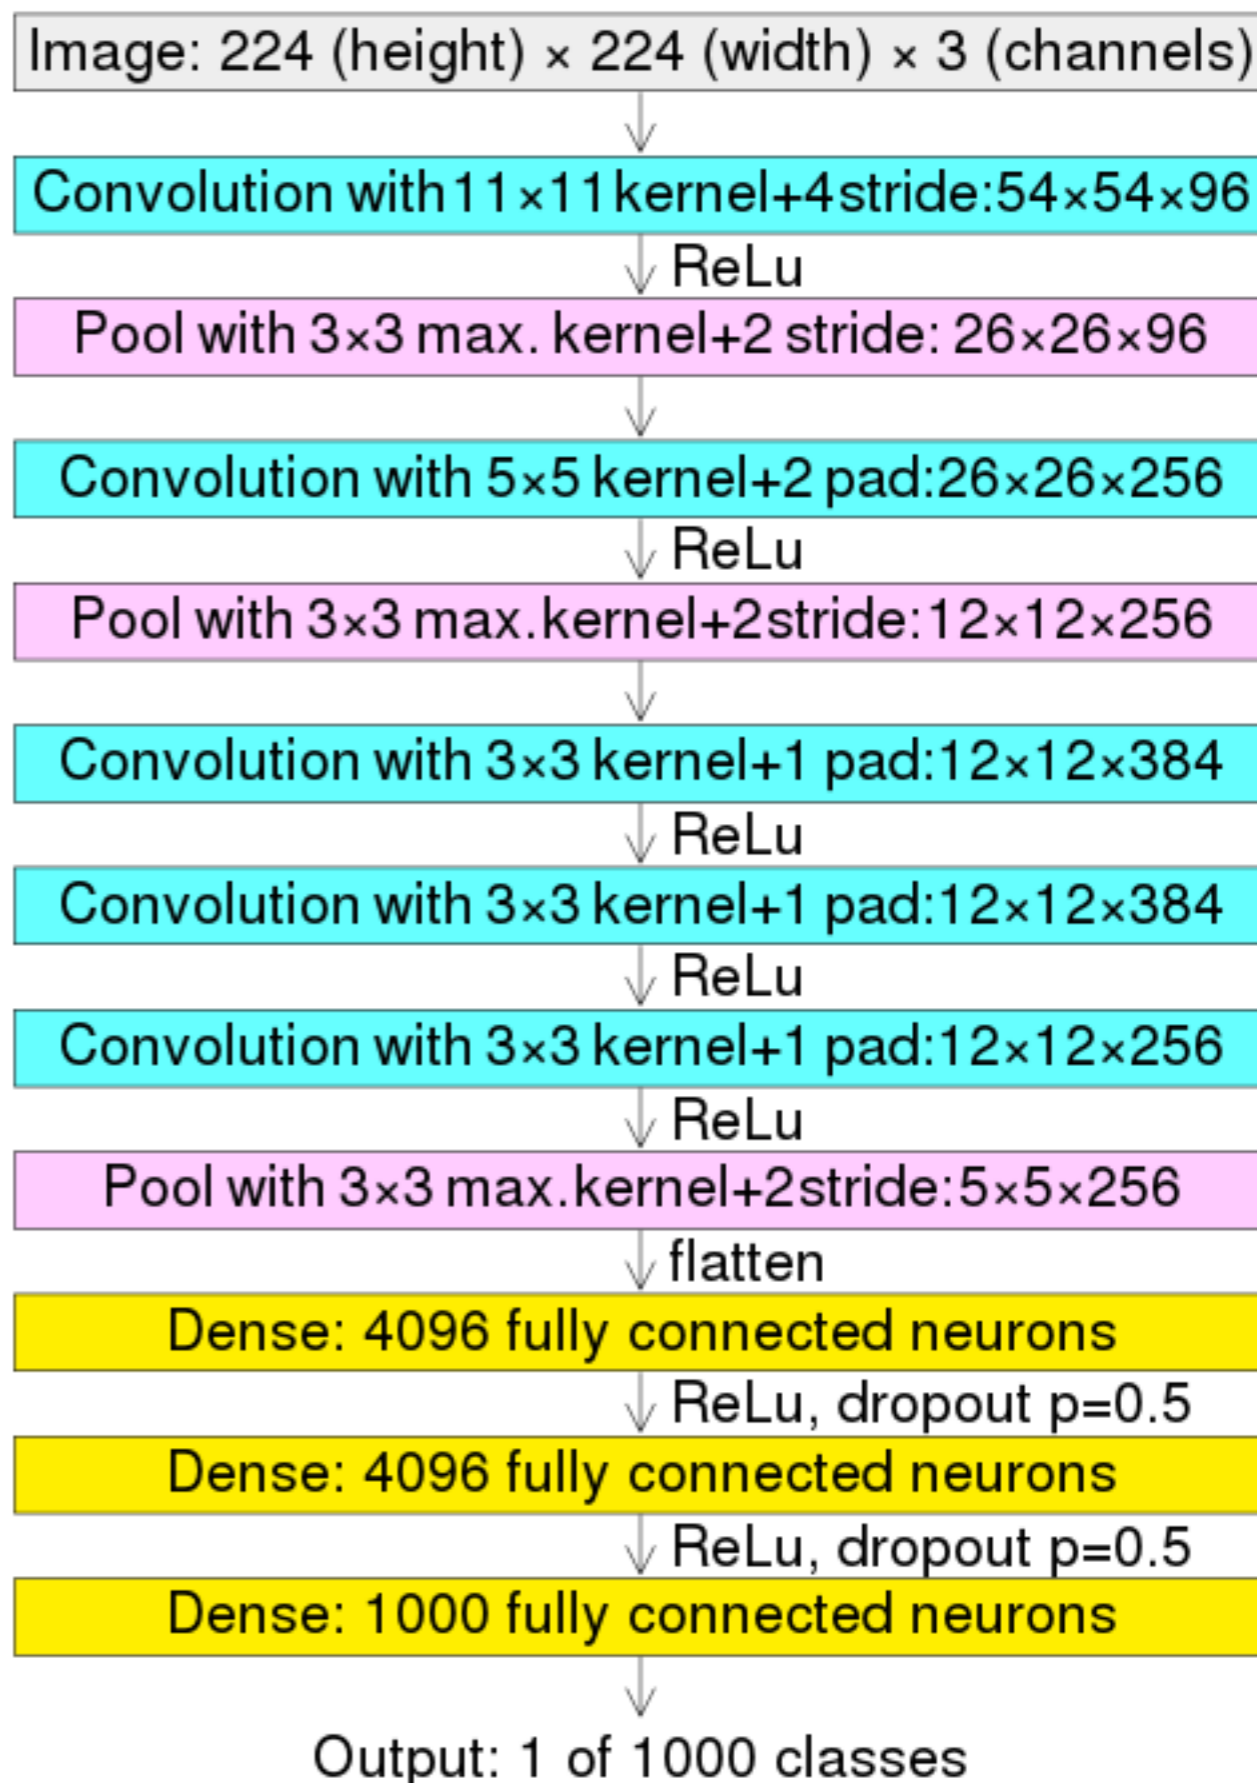 Image: 224 (height) × 224 (width) × 3 (channels)
Convolution with 11×11 kernel+4 stride:54×54×96
ReLu
Pool with 3×3 max. kernel+2 stride: 26×26×96
Convolution with 5×5 kernel+2 pad:26×26×256
ReLu
Pool with 3×3 max.kernel+2stride:12×12×256
Convolution with 3×3 kernel+1 pad:12×12×384
ReLu
Convolution with 3×3 kernel+1 pad:12×12×384
ReLu
Convolution with 3×3 kernel+1 pad:12×12×256
ReLu
Pool with 3×3 max.kernel+2stride:5×5×256
flatten
Dense: 4096 fully connected neurons
ReLu, dropout p=0.5
Dense: 4096 fully connected neurons
ReLu, dropout p=0.5
Dense: 1000 fully connected neurons
Output: 1 of 1000 classes